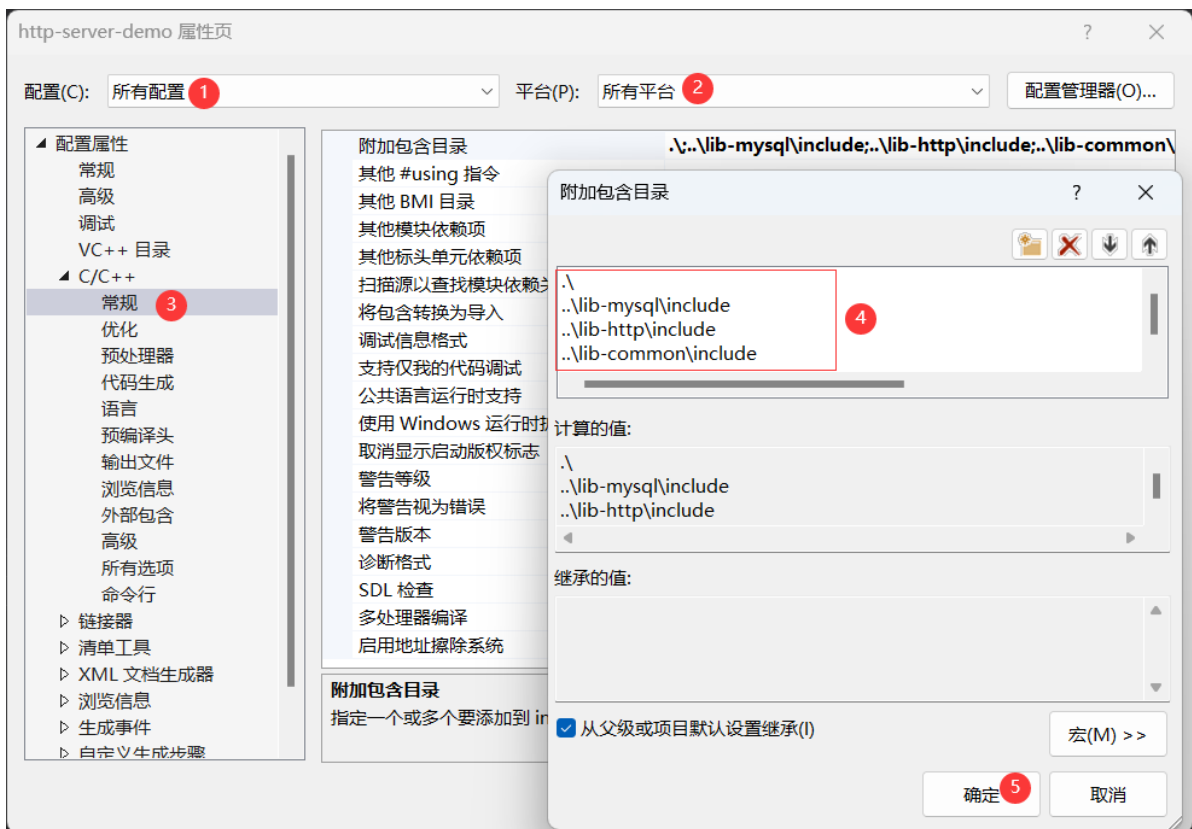 http-server-demo 属性页
配置(C): 所有配置 1 平台(P): 所有平台 2 配置管理器(O)...
配置属性
常规
高级
调试
VC++ 目录
C/C++
常规 3
优化
预处理器
代码生成
语言
预编译头
输出文件
浏览信息
外部包含
高级
所有选项
命令行
链接器
清单工具
XML 文档生成器
浏览信息
生成事件
自定义生成步骤
附加包含目录 .\;..\lib-mysql\include;..\lib-http\include;..\lib-common\
其他 #using 指令
其他 BMI 目录
其他模块依赖项
其他标头单元依赖项
扫描源以查找模块依赖
将包含转换为导入
调试信息格式
支持仅我的代码调试
公共语言运行时支持
使用 Windows 运行时
取消显示启动版权标志
警告等级
将警告视为错误
警告版本
诊断格式
SDL 检查
多处理器编译
启用地址擦除系统
附加包含目录
指定一个或多个要添加到 in
附加包含目录
.\
..\lib-mysql\include
..\lib-http\include
..\lib-common\include
4
计算的值:
.\
..\lib-mysql\include
..\lib-http\include
继承的值:
从父级或项目默认设置继承(I)
宏(M) >>
确定 5 取消